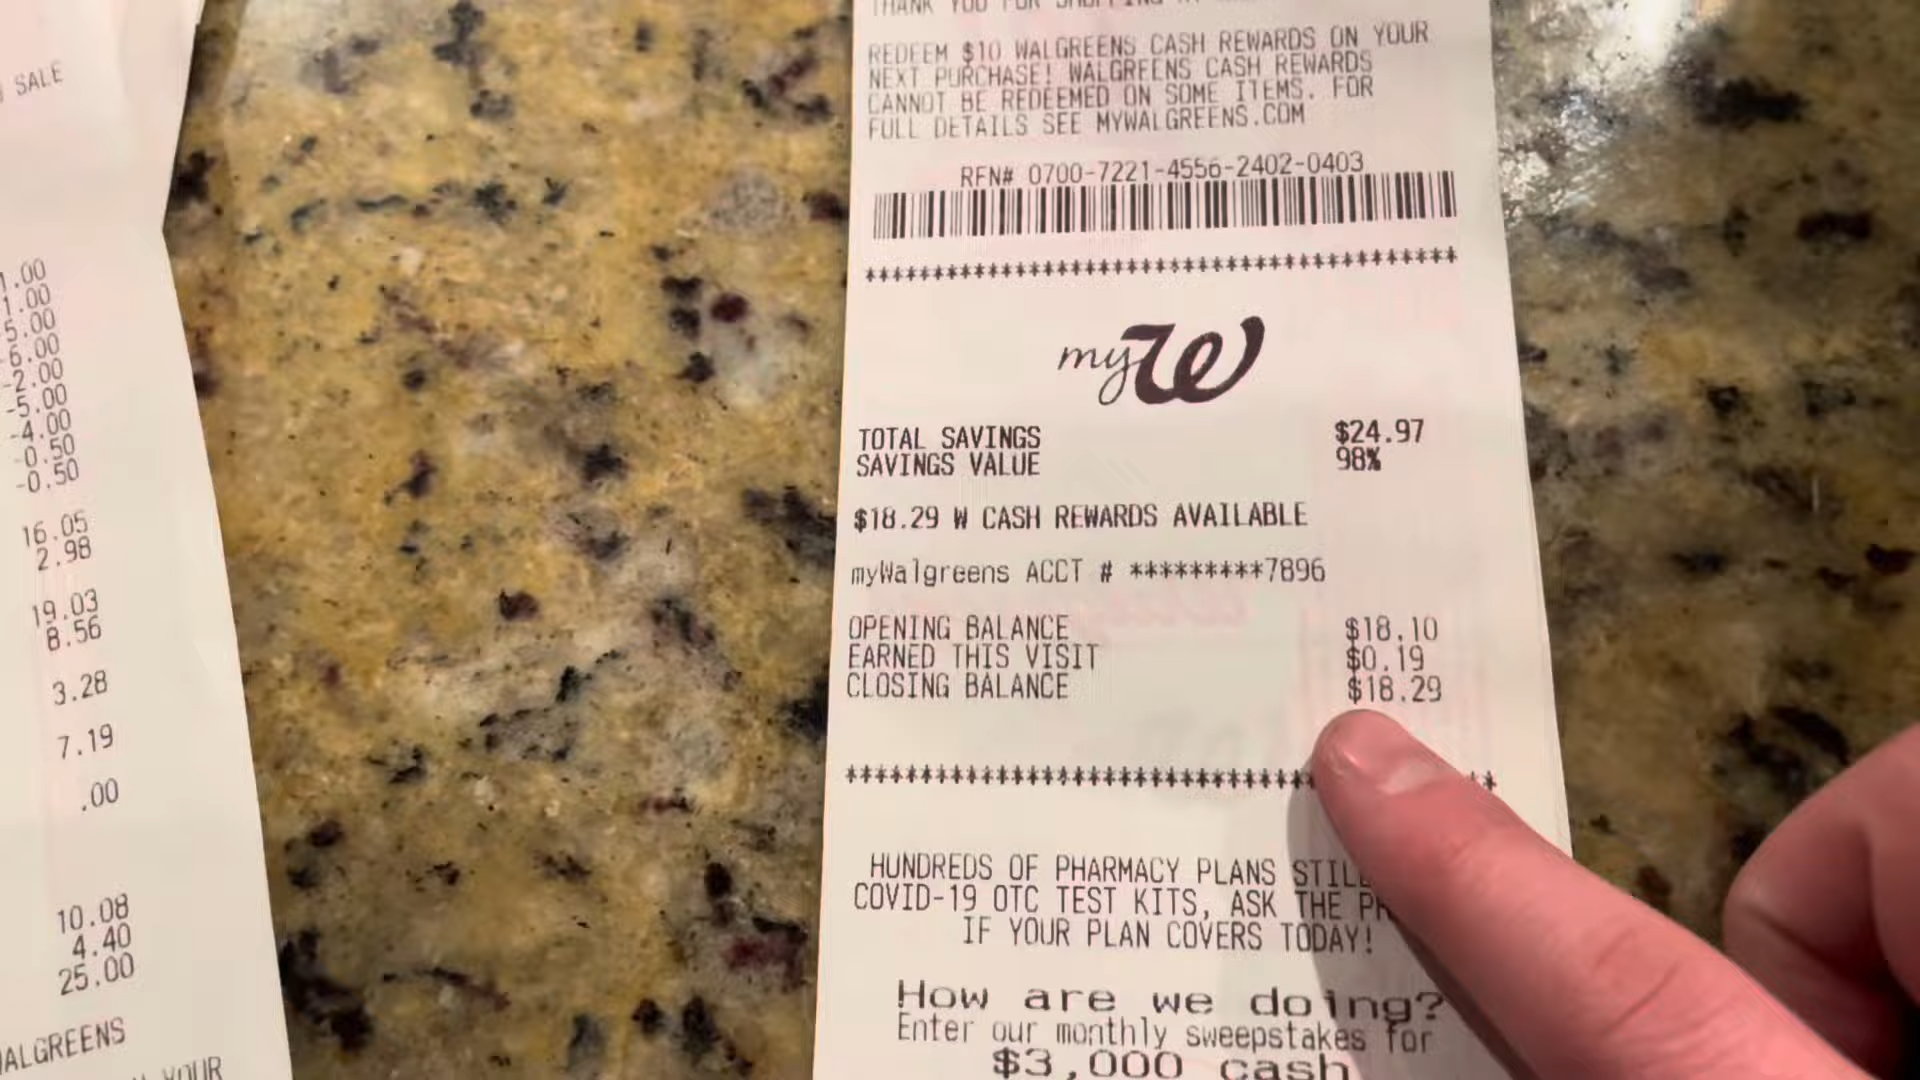 SALE
1.00
1.00
5.00
-6.00
-2.00
-5.00
-4.00
-0.50
-0.50
16.05
2.98
19.03
8.56
3.28
7.19
.00
10.08
4.40
25.00
WALGREENS
YOUR
THANK YOU FOR SHOPPING
REDEEM $10 WALGREENS CASH REWARDS ON YOUR
NEXT PURCHASE! WALGREENS CASH REWARDS
CANNOT BE REDEEMED ON SOME ITEMS. FOR
FULL DETAILS SEE MYWALGREENS.COM
RFN# 0700-7221-4556-2402-0403
*******************************************
myW
TOTAL SAVINGS $24.97
SAVINGS VALUE 98%
$18.29 W CASH REWARDS AVAILABLE
myWalgreens ACCT # *********7896
OPENING BALANCE $18.10
EARNED THIS VISIT $0.19
CLOSING BALANCE $18.29
*******************************************
HUNDREDS OF PHARMACY PLANS STILL
COVID-19 OTC TEST KITS, ASK THE
IF YOUR PLAN COVERS TODAY!
How are we doing?
Enter our monthly sweepstakes for
$3,000 cash